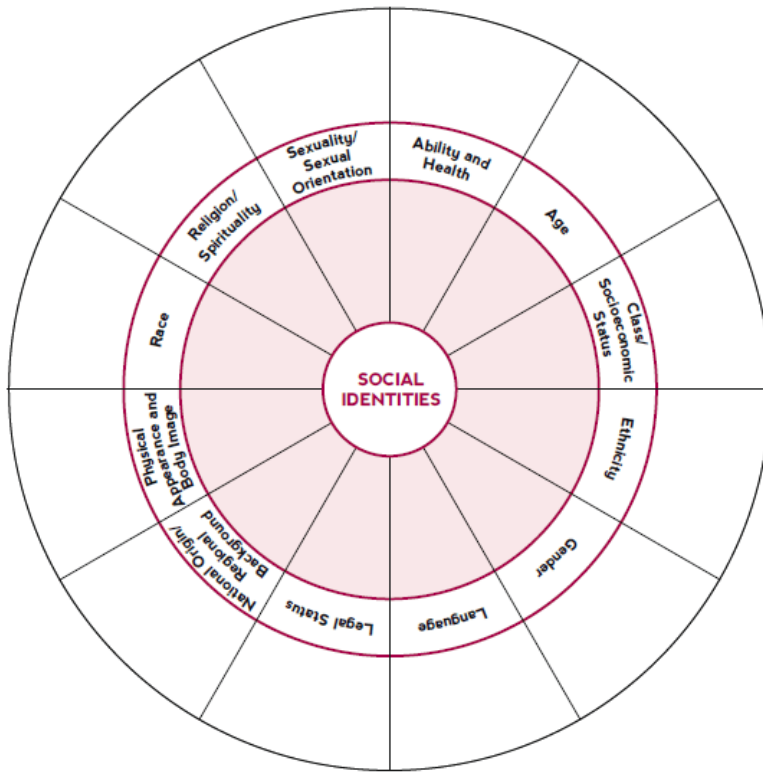 SOCIAL
IDENTITIES
Ability and
Health
Age
Class/
Socioeconomic
Status
Ethnicity
Gender
Language
Legal Status
National Origin/
Regional
Background
Physical
Appearance and
Body Image
Race
Religion/
Spirituality
Sexuality/
Sexual
Orientation